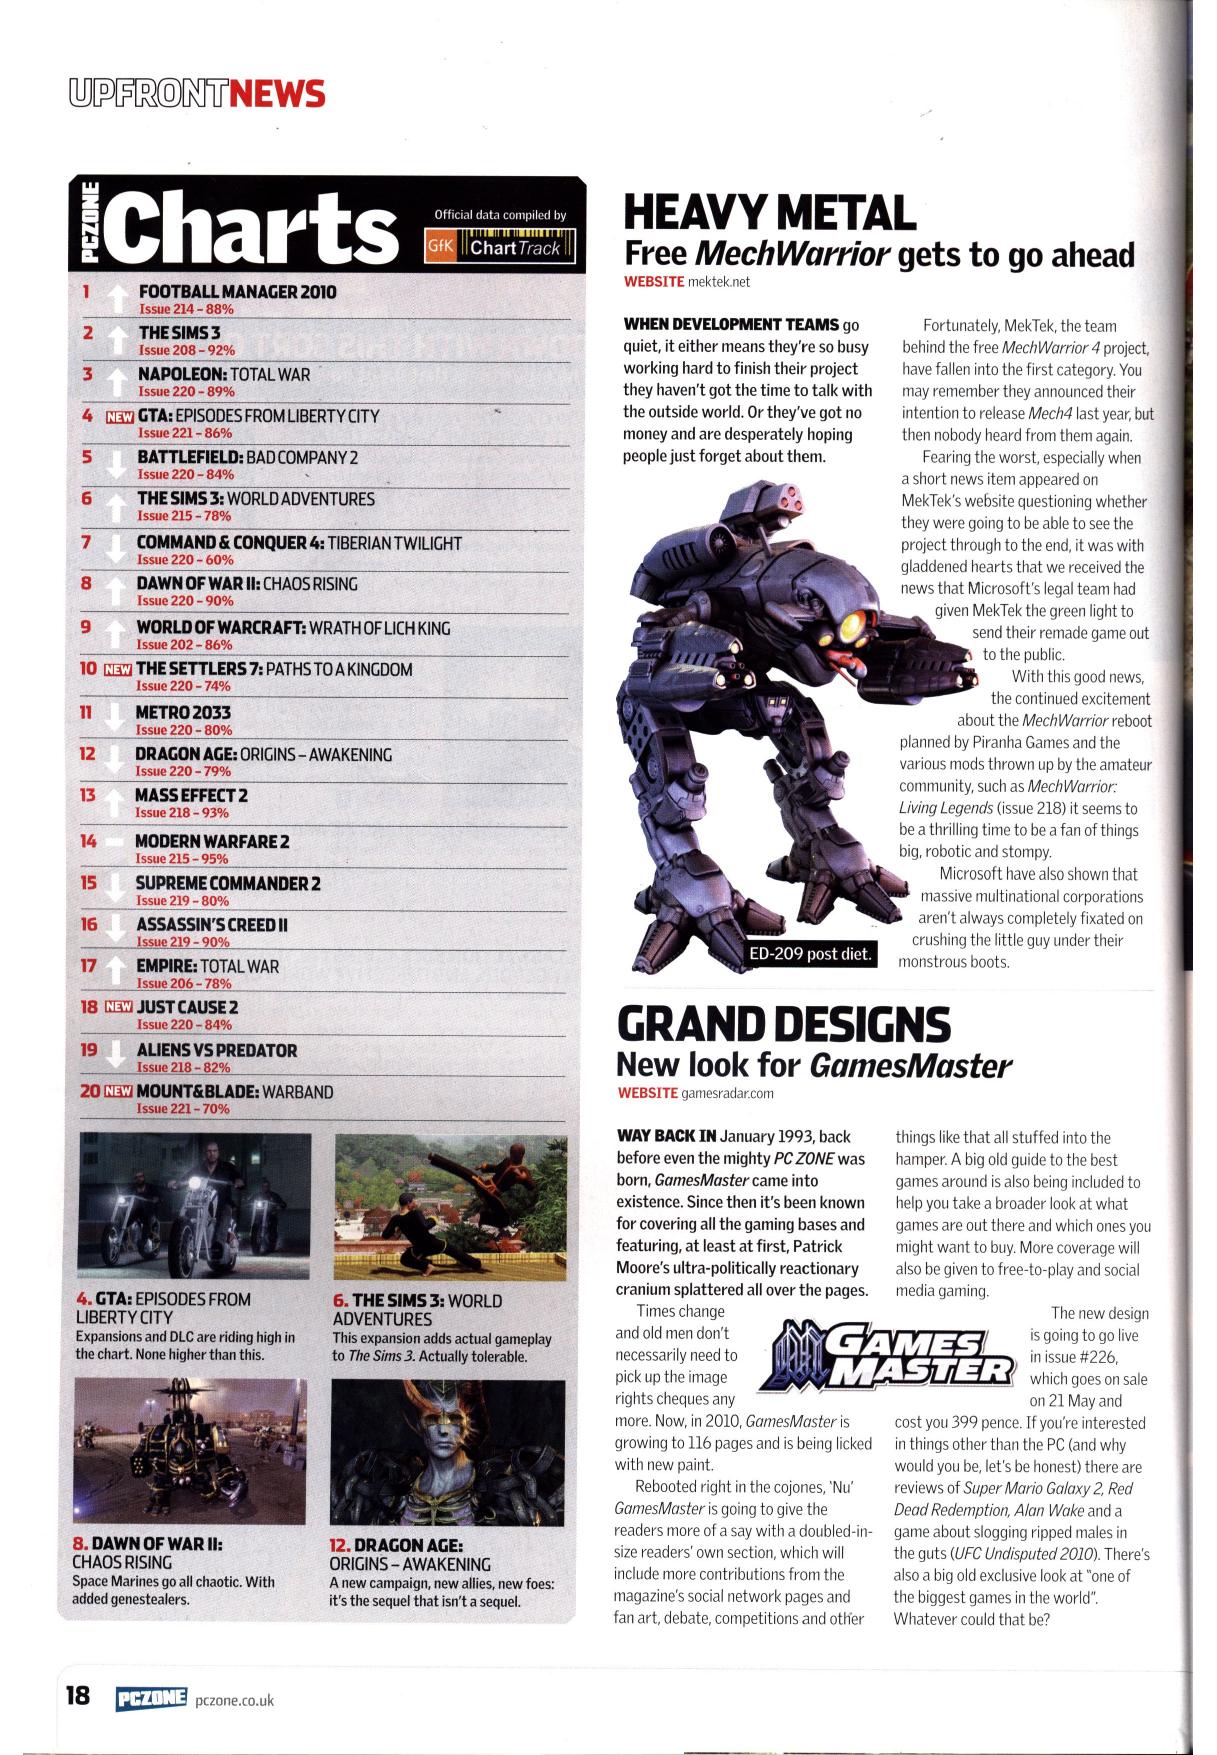 UPFRONTNEWS
PCZONE Charts
Official data compiled by
GfK ChartTrack
1 FOOTBALL MANAGER 2010
Issue 214 – 88%
2 THE SIMS 3
Issue 208 – 92%
3 NAPOLEON: TOTAL WAR
Issue 220 – 89%
4 NEW GTA: EPISODES FROM LIBERTY CITY
Issue 221 – 86%
5 BATTLEFIELD: BAD COMPANY 2
Issue 220 – 84%
6 THE SIMS 3: WORLD ADVENTURES
Issue 215 – 78%
7 COMMAND & CONQUER 4: TIBERIAN TWILIGHT
Issue 220 – 60%
8 DAWN OF WAR II: CHAOS RISING
Issue 220 – 90%
9 WORLD OF WARCRAFT: WRATH OF LICH KING
Issue 202 – 86%
10 NEW THE SETTLERS 7: PATHS TO A KINGDOM
Issue 220 – 74%
11 METRO 2033
Issue 220 – 80%
12 DRAGON AGE: ORIGINS – AWAKENING
Issue 220 – 79%
13 MASS EFFECT 2
Issue 218 – 93%
14 MODERN WARFARE 2
Issue 215 – 95%
15 SUPREME COMMANDER 2
Issue 219 – 80%
16 ASSASSIN'S CREED II
Issue 219 – 90%
17 EMPIRE: TOTAL WAR
Issue 206 – 78%
18 NEW JUST CAUSE 2
Issue 220 – 84%
19 ALIENS VS PREDATOR
Issue 218 – 82%
20 NEW MOUNT&BLADE: WARBAND
Issue 221 – 70%
4. GTA: EPISODES FROM
LIBERTY CITY
Expansions and DLC are riding high in
the chart. None higher than this.
6. THE SIMS 3: WORLD
ADVENTURES
This expansion adds actual gameplay
to The Sims 3. Actually tolerable.
8. DAWN OF WAR II:
CHAOS RISING
Space Marines go all chaotic. With
added genestealers.
12. DRAGON AGE:
ORIGINS – AWAKENING
A new campaign, new allies, new foes:
it's the sequel that isn't a sequel.
HEAVY METAL
Free MechWarrior gets to go ahead
WEBSITE mektek.net
WHEN DEVELOPMENT TEAMS go
quiet, it either means they're so busy
working hard to finish their project
they haven't got the time to talk with
the outside world. Or they've got no
money and are desperately hoping
people just forget about them.
ED-209 post diet.
Fortunately, MekTek, the team
behind the free MechWarrior 4 project,
have fallen into the first category. You
may remember they announced their
intention to release Mech4 last year, but
then nobody heard from them again.
Fearing the worst, especially when
a short news item appeared on
MekTek's website questioning whether
they were going to be able to see the
project through to the end, it was with
gladdened hearts that we received the
news that Microsoft's legal team had
given MekTek the green light to
send their remade game out
to the public.
With this good news,
the continued excitement
about the MechWarrior reboot
planned by Piranha Games and the
various mods thrown up by the amateur
community, such as MechWarrior:
Living Legends (issue 218) it seems to
be a thrilling time to be a fan of things
big, robotic and stompy.
Microsoft have also shown that
massive multinational corporations
aren't always completely fixated on
crushing the little guy under their
monstrous boots.
GRAND DESIGNS
New look for GamesMaster
WEBSITE gamesradar.com
WAY BACK IN January 1993, back
before even the mighty PC ZONE was
born, GamesMaster came into
existence. Since then it's been known
for covering all the gaming bases and
featuring, at least at first, Patrick
Moore's ultra-politically reactionary
cranium splattered all over the pages.
Times change
and old men don't
necessarily need to
pick up the image
rights cheques any
more. Now, in 2010, GamesMaster is
growing to 116 pages and is being licked
with new paint.
Rebooted right in the cojones, 'Nu'
GamesMaster is going to give the
readers more of a say with a doubled-in-
size readers' own section, which will
include more contributions from the
magazine's social network pages and
fan art, debate, competitions and other
GAMES
MASTER
things like that all stuffed into the
hamper. A big old guide to the best
games around is also being included to
help you take a broader look at what
games are out there and which ones you
might want to buy. More coverage will
also be given to free-to-play and social
media gaming.
The new design
is going to go live
in issue #226,
which goes on sale
on 21 May and
cost you 399 pence. If you're interested
in things other than the PC (and why
would you be, let's be honest) there are
reviews of Super Mario Galaxy 2, Red
Dead Redemption, Alan Wake and a
game about slogging ripped males in
the guts (UFC Undisputed 2010). There's
also a big old exclusive look at "one of
the biggest games in the world".
Whatever could that be?
18 PCZONE pczone.co.uk